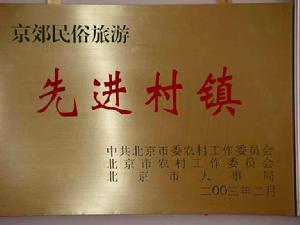 京郊民俗旅游
先进村镇
中共北京市委农村工作委员会
北京市农村工作委员会
北京市人事局
二00三年二月